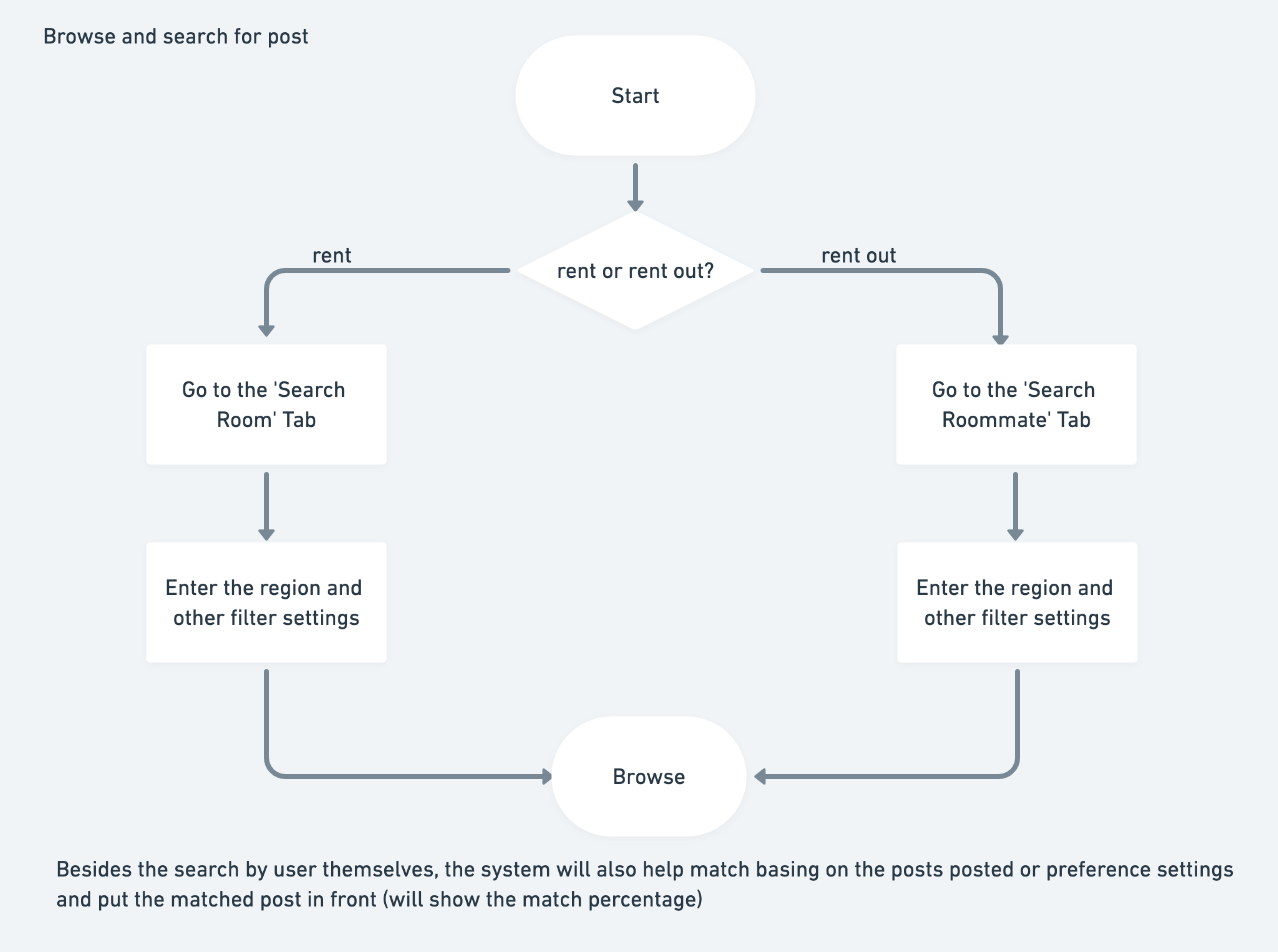 Browse and search for post
Start
rent or rent out?
rent
rent out
Go to the 'Search
Room' Tab
Go to the 'Search
Roommate' Tab
Enter the region and
other filter settings
Enter the region and
other filter settings
Browse
Besides the search by user themselves, the system will also help match basing on the posts posted or preference settings
and put the matched post in front (will show the match percentage)